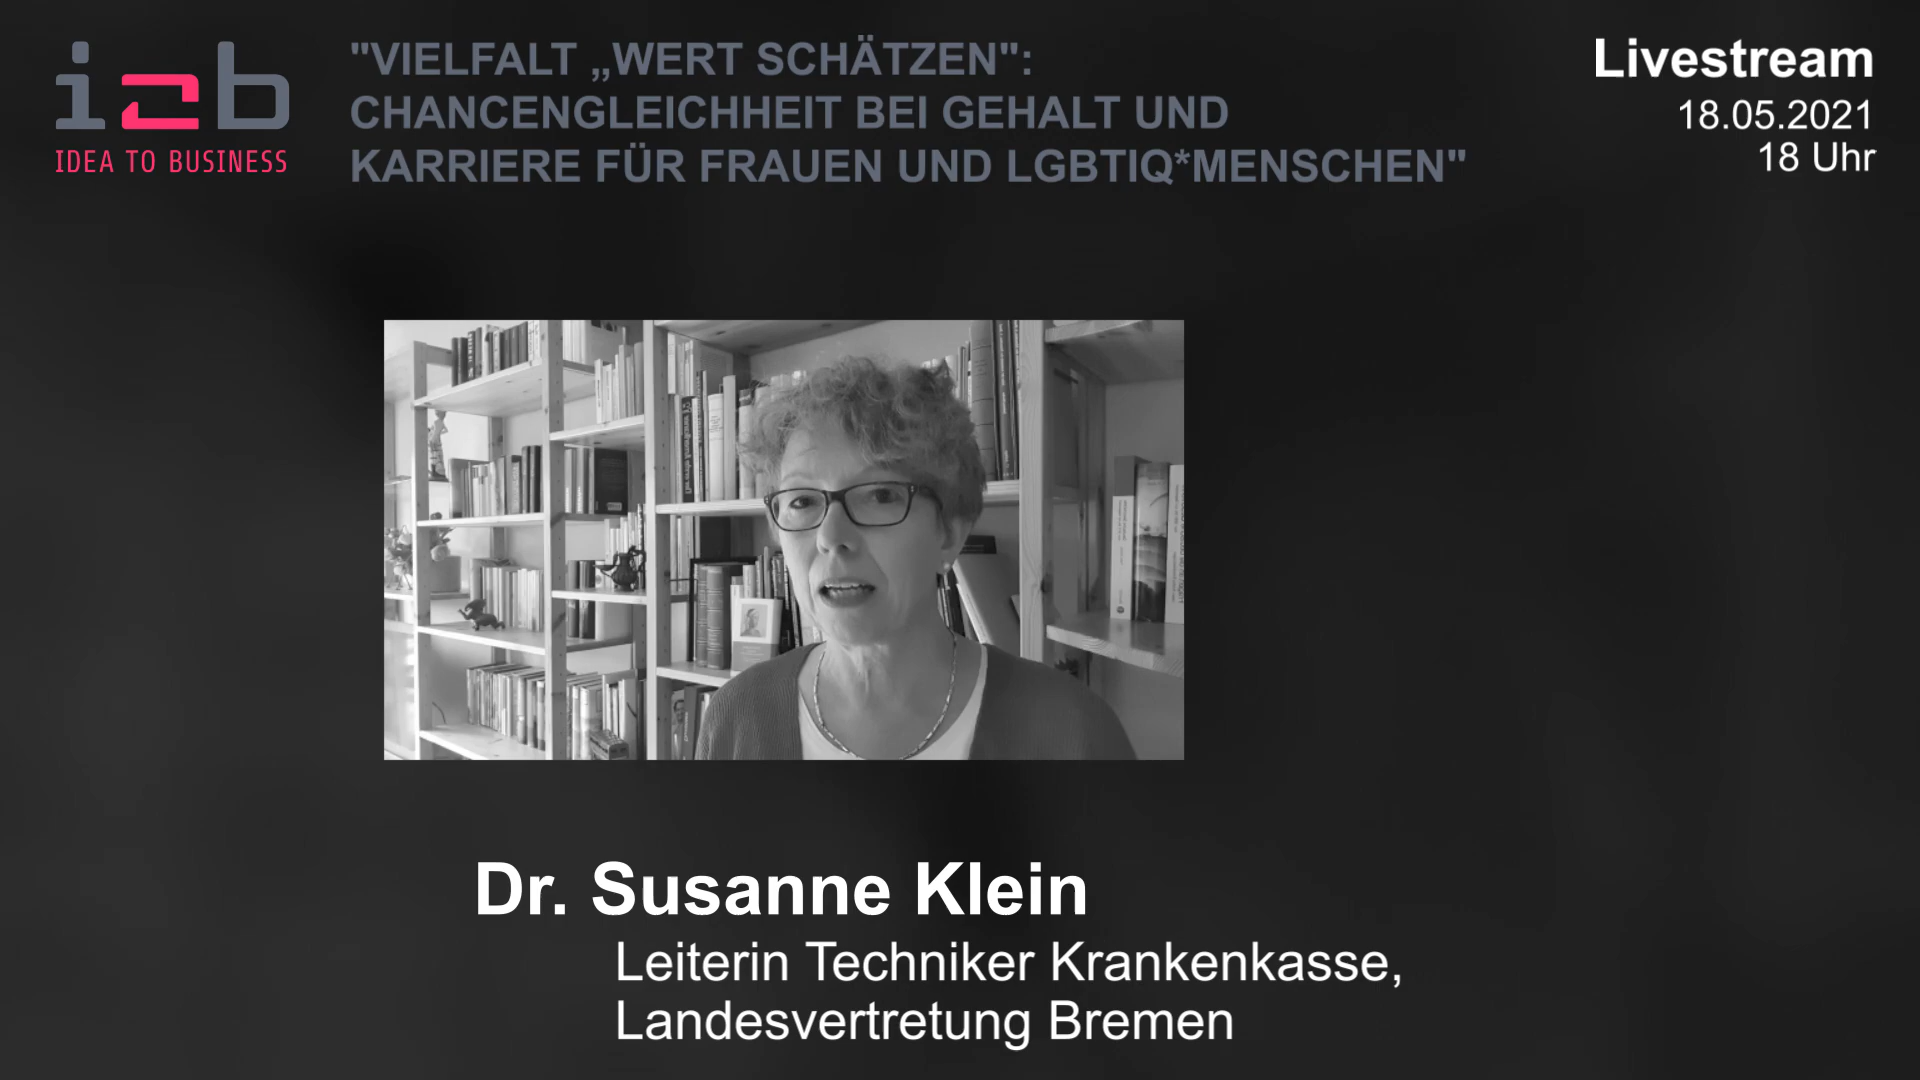 i2b
IDEA TO BUSINESS
"VIELFALT „WERT SCHÄTZEN":
CHANCENGLEICHHEIT BEI GEHALT UND
KARRIERE FÜR FRAUEN UND LGBTIQ*MENSCHEN"
Livestream
18.05.2021
18 Uhr
Dr. Susanne Klein
Leiterin Techniker Krankenkasse,
Landesvertretung Bremen